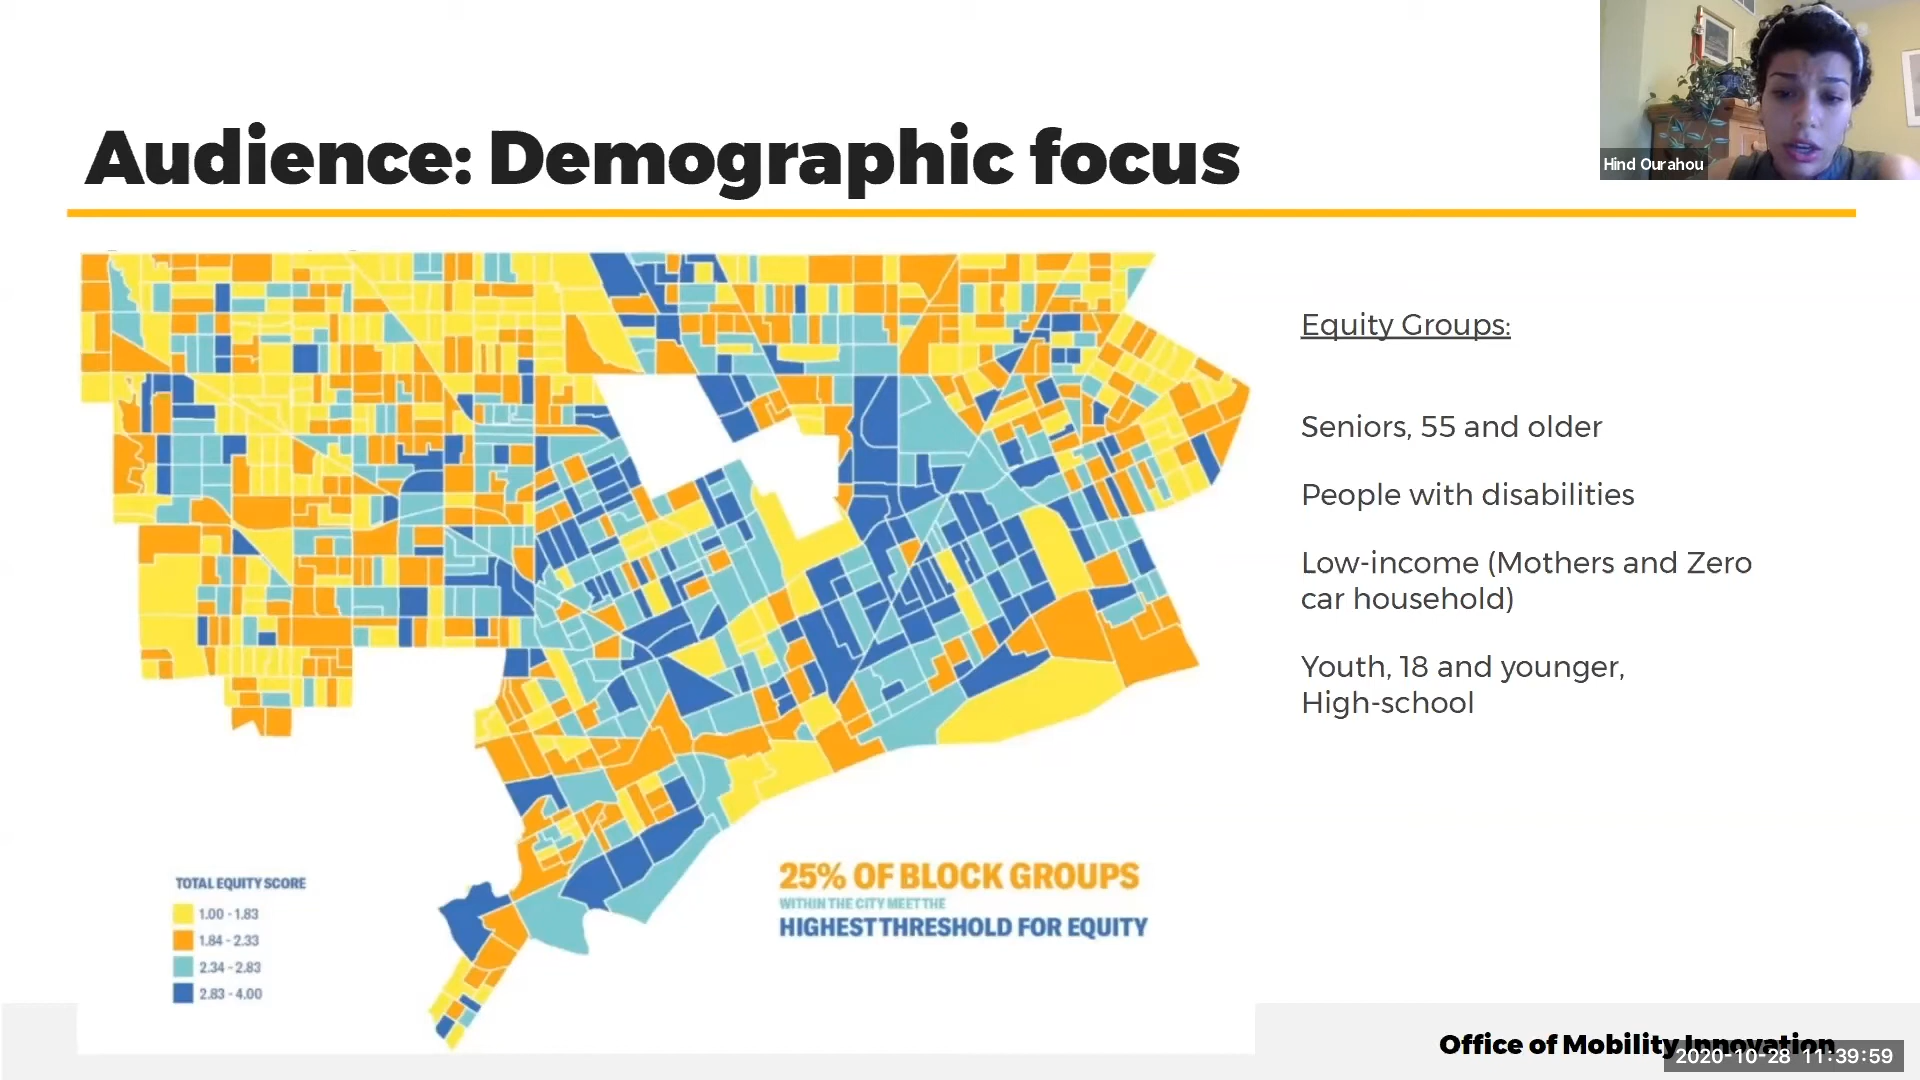 Hind Ourahou
Audience: Demographic focus
Equity Groups:
Seniors, 55 and older
People with disabilities
Low-income (Mothers and Zero
car household)
Youth, 18 and younger,
High-school
TOTAL EQUITY SCORE
1.00 - 1.83
1.84 - 2.33
2.34 - 2.83
2.83 - 4.00
25% OF BLOCK GROUPS
WITHIN THE CITY MEET THE
HIGHEST THRESHOLD FOR EQUITY
Office of Mobility Innovation
2020-10-28 11:39:59